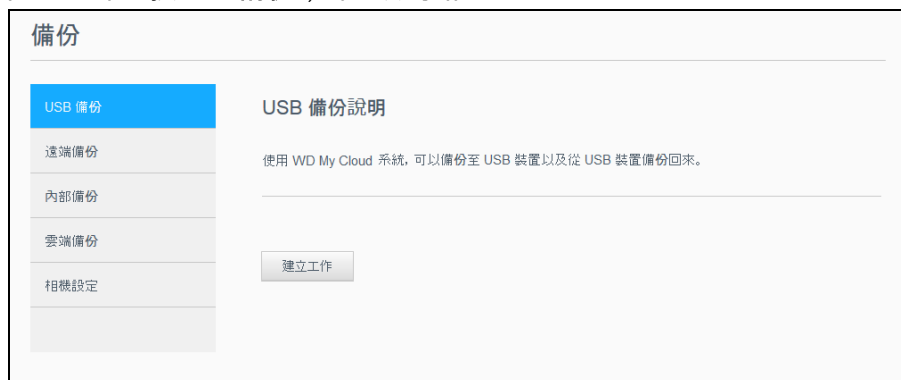 備份
USB 備份
遠端備份
內部備份
雲端備份
相機設定
USB 備份說明
使用 WD My Cloud 系統, 可以備份至 USB 裝置以及從 USB 裝置備份回來。
建立工作